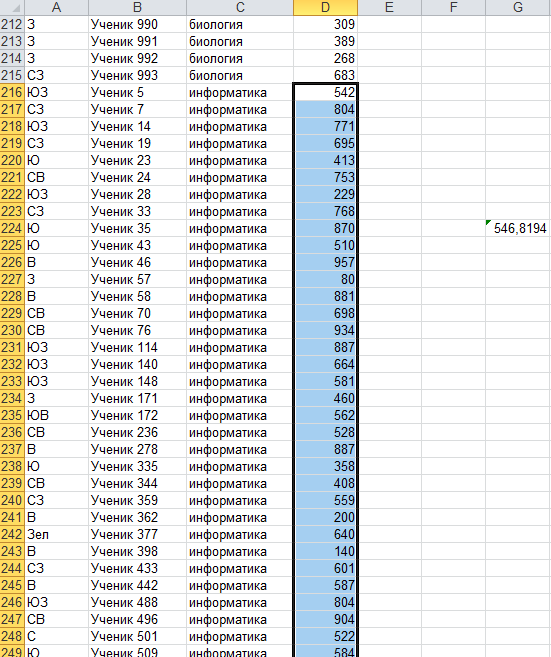 A B C D E F G
212 З Ученик 990 биология 309
213 З Ученик 991 биология 389
214 З Ученик 992 биология 268
215 СЗ Ученик 993 биология 683
216 ЮЗ Ученик 5 информатика 542
217 СЗ Ученик 7 информатика 804
218 ЮЗ Ученик 14 информатика 771
219 СЗ Ученик 19 информатика 695
220 Ю Ученик 23 информатика 413
221 СВ Ученик 24 информатика 753
222 ЮЗ Ученик 28 информатика 229
223 СЗ Ученик 33 информатика 768
224 Ю Ученик 35 информатика 870 546,8194
225 Ю Ученик 43 информатика 510
226 В Ученик 46 информатика 957
227 З Ученик 57 информатика 80
228 В Ученик 58 информатика 881
229 СВ Ученик 70 информатика 698
230 СВ Ученик 76 информатика 934
231 ЮЗ Ученик 114 информатика 887
232 ЮЗ Ученик 140 информатика 664
233 ЮЗ Ученик 148 информатика 581
234 З Ученик 171 информатика 460
235 ЮВ Ученик 172 информатика 562
236 СВ Ученик 236 информатика 528
237 В Ученик 278 информатика 887
238 Ю Ученик 335 информатика 358
239 СВ Ученик 344 информатика 408
240 СЗ Ученик 359 информатика 559
241 В Ученик 362 информатика 200
242 Зел Ученик 377 информатика 640
243 В Ученик 398 информатика 140
244 СЗ Ученик 433 информатика 601
245 В Ученик 442 информатика 587
246 ЮЗ Ученик 488 информатика 804
247 СВ Ученик 496 информатика 904
248 С Ученик 501 информатика 522
249 Ю Ученик 509 информатика 584